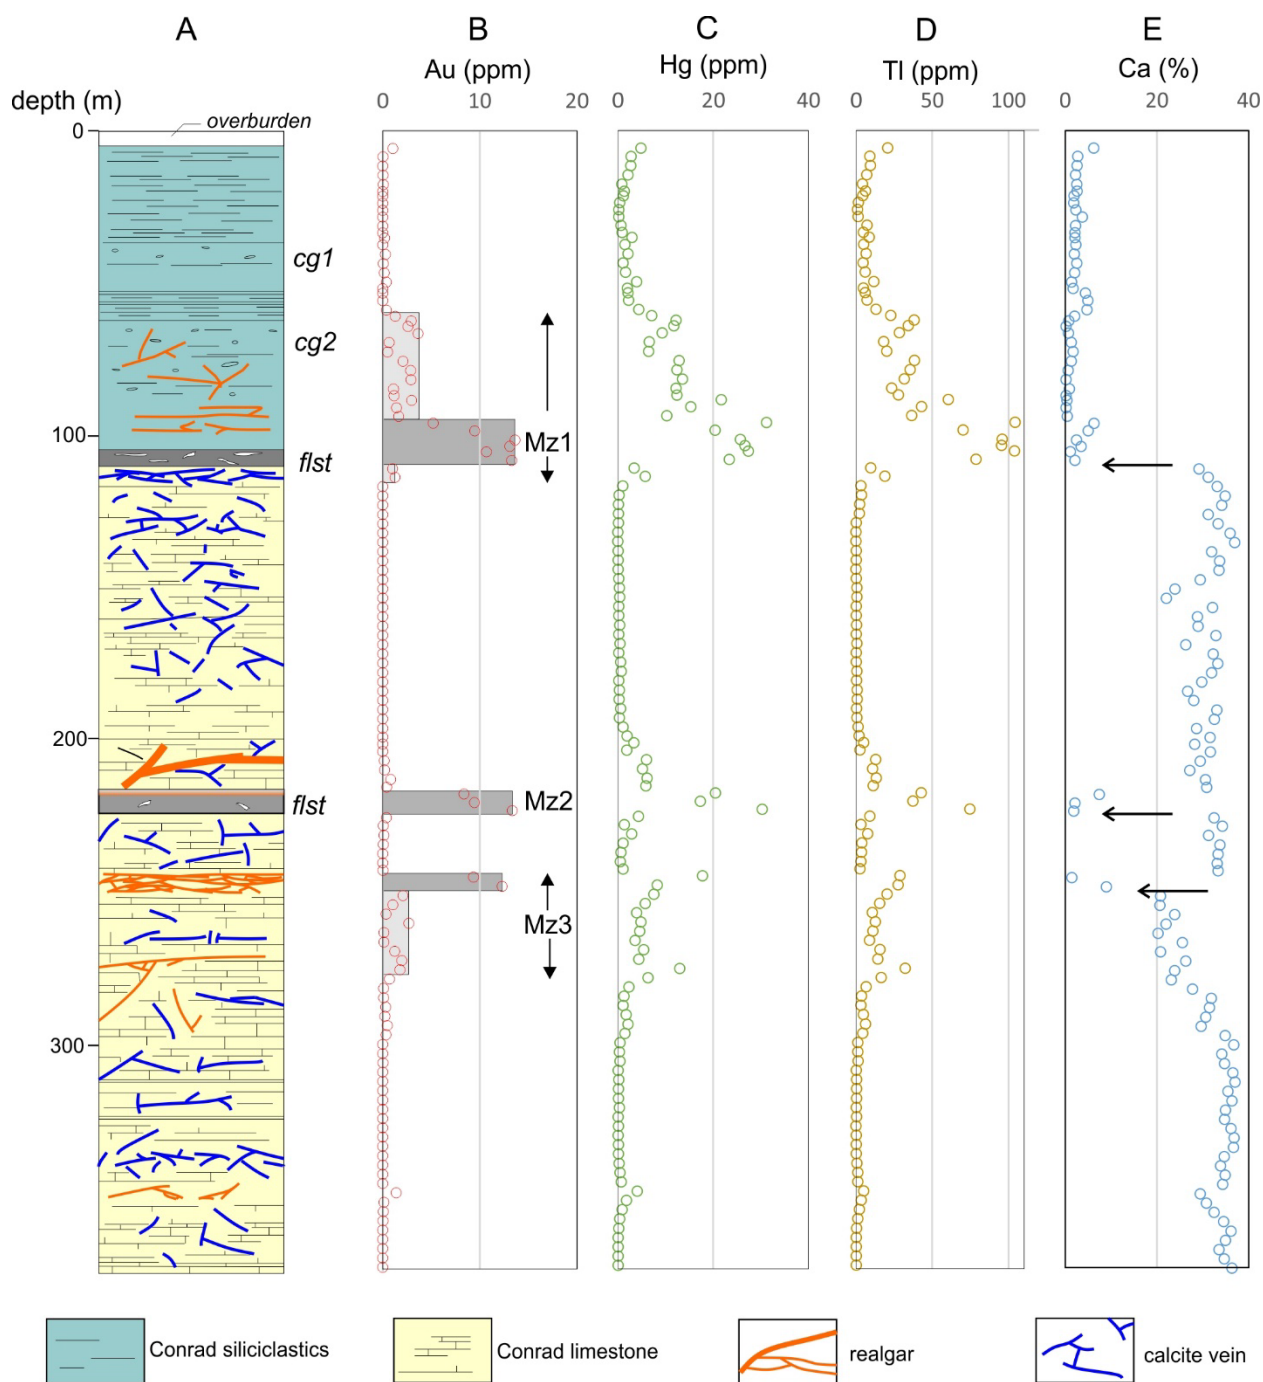 A B C D E
Au (ppm) Hg (ppm) Tl (ppm) Ca (%)
depth (m) 0 10 20 0 20 40 0 50 100 0 20 40
overburden
0
cg1
cg2
100
Mz1
flst
200
Mz2
flst
Mz3
300
Conrad siliciclastics Conrad limestone realgar calcite vein